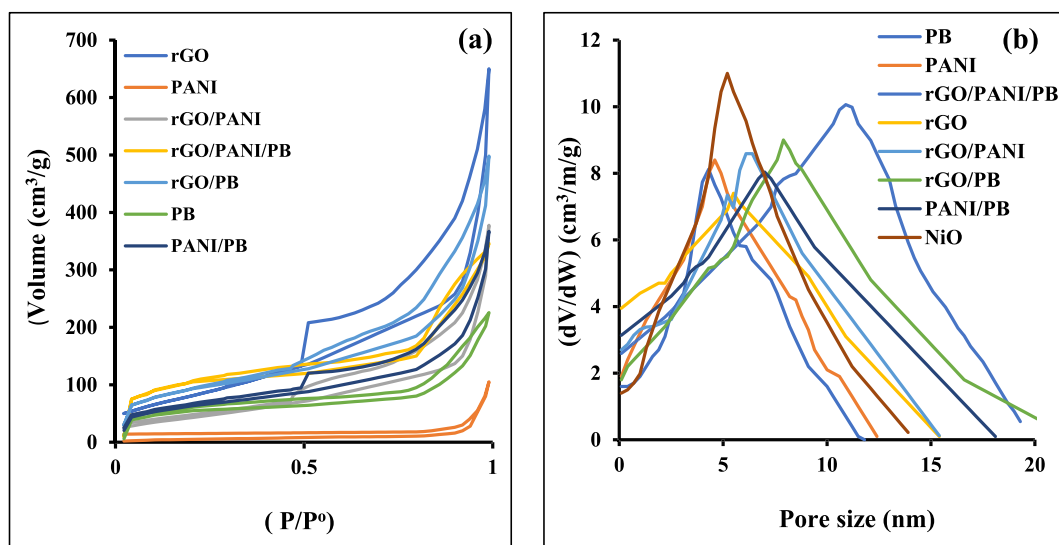 (a)
700
600
500
400
300
200
100
0
(Volume (cm³/g)
rGO
PANI
rGO/PANI
rGO/PANI/PB
rGO/PB
PB
PANI/PB
0
0.5
1
( P/P⁰)
(b)
12
10
8
6
4
2
0
((dV/dW) (cm³/m/g)
PB
PANI
rGO/PANI/PB
rGO
rGO/PANI
rGO/PB
PANI/PB
NiO
0
5
10
15
20
Pore size (nm)